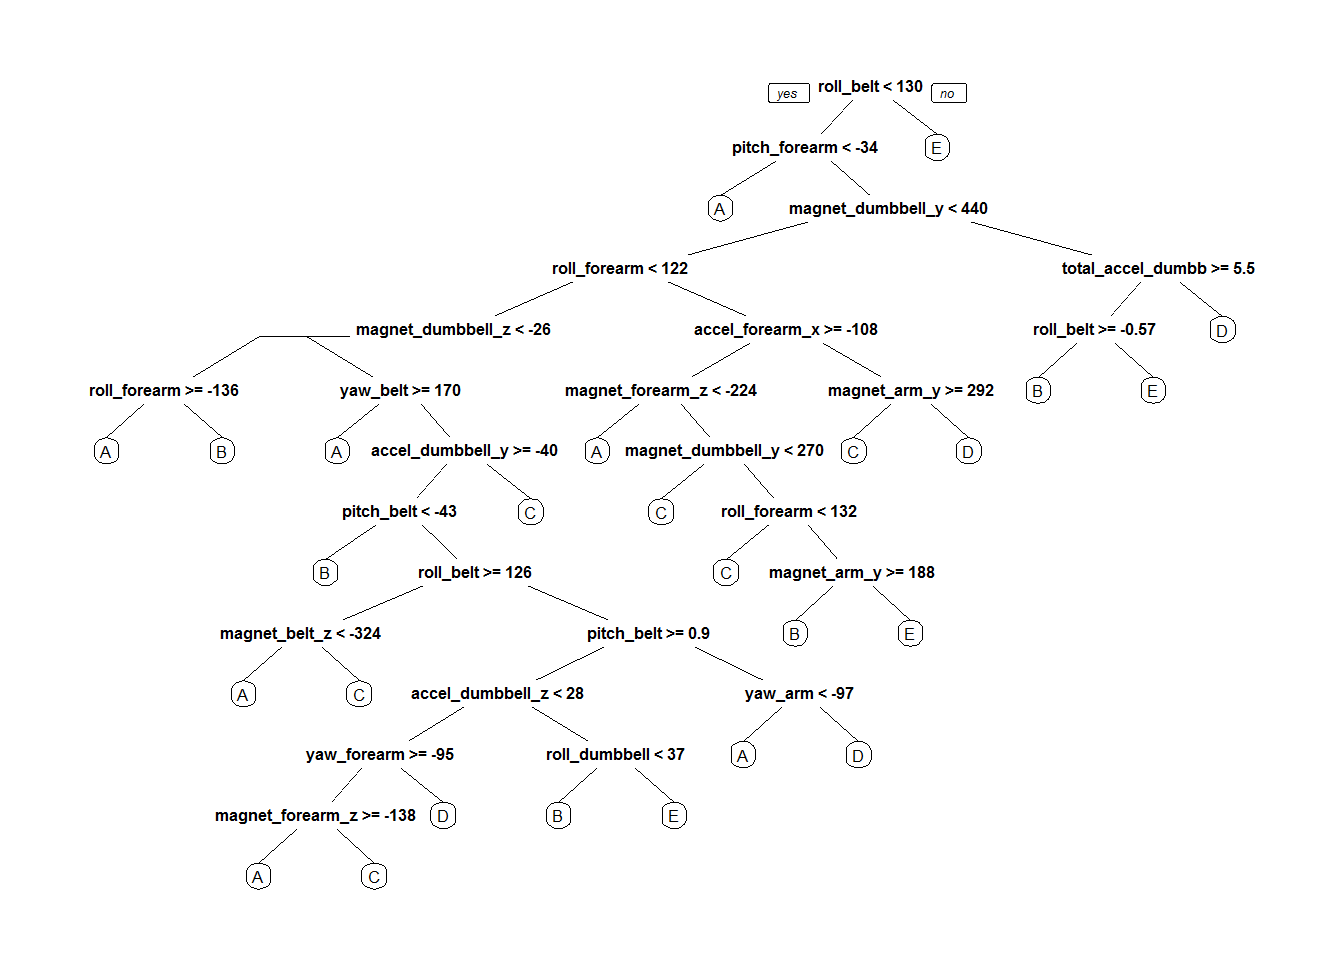 yes roll_belt < 130 no
pitch_forearm < -34 E
A magnet_dumbbell_y < 440
roll_forearm < 122 total_accel_dumbb >= 5.5
magnet_dumbbell_z < -26 accel_forearm_x >= -108 roll_belt >= -0.57 D
roll_forearm >= -136 yaw_belt >= 170 magnet_forearm_z < -224 magnet_arm_y >= 292 B E
A B A accel_dumbbell_y >= -40 A magnet_dumbbell_y < 270 C D
pitch_belt < -43 C C roll_forearm < 132
B roll_belt >= 126 C magnet_arm_y >= 188
magnet_belt_z < -324 pitch_belt >= 0.9 B E
A C accel_dumbbell_z < 28 yaw_arm < -97
yaw_forearm >= -95 roll_dumbbell < 37 A D
magnet_forearm_z >= -138 D B E
A C